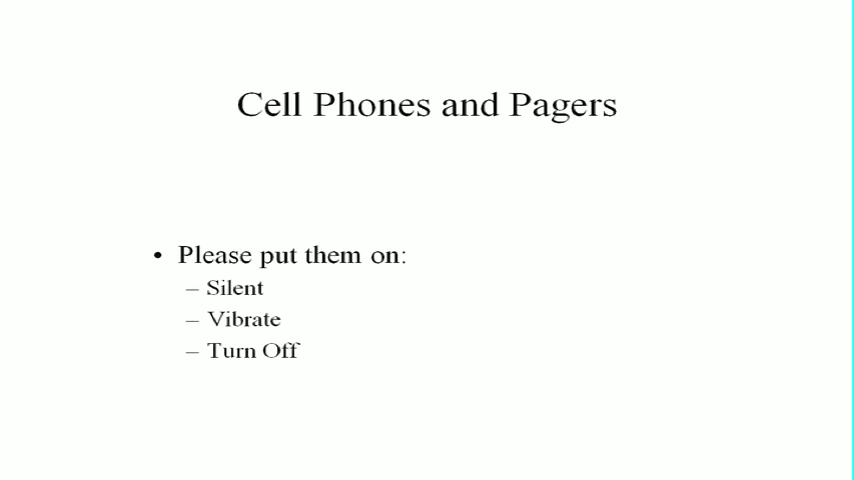 Cell Phones and Pagers
• Please put them on:
– Silent
– Vibrate
– Turn Off